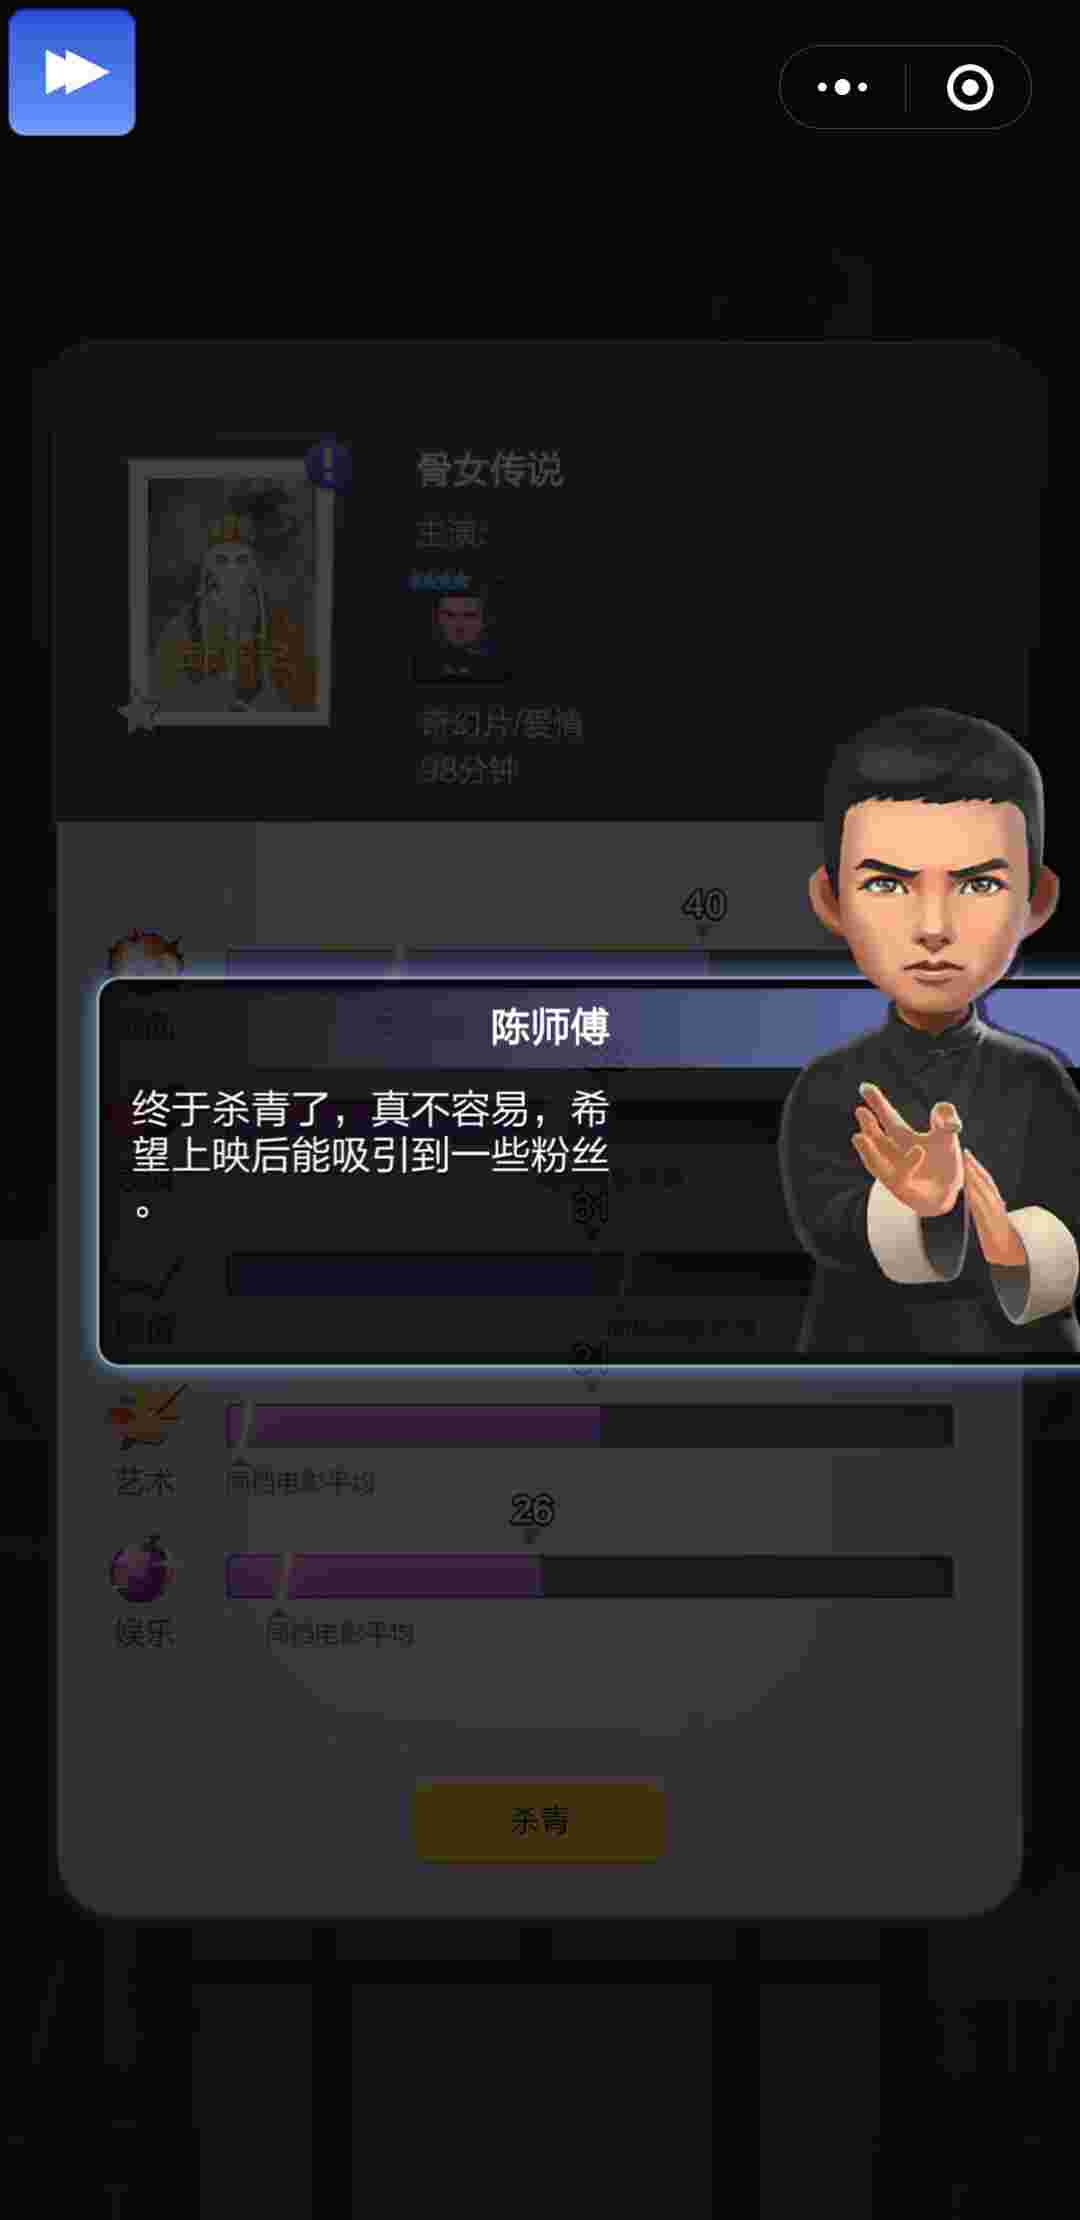 骨女传说
主演:
奇幻片/爱情
98分钟
40
陈师傅
终于杀青了，真不容易，希
望上映后能吸引到一些粉丝
。
31
31
艺术
同档电影平均
26
娱乐
同档电影平均
杀青